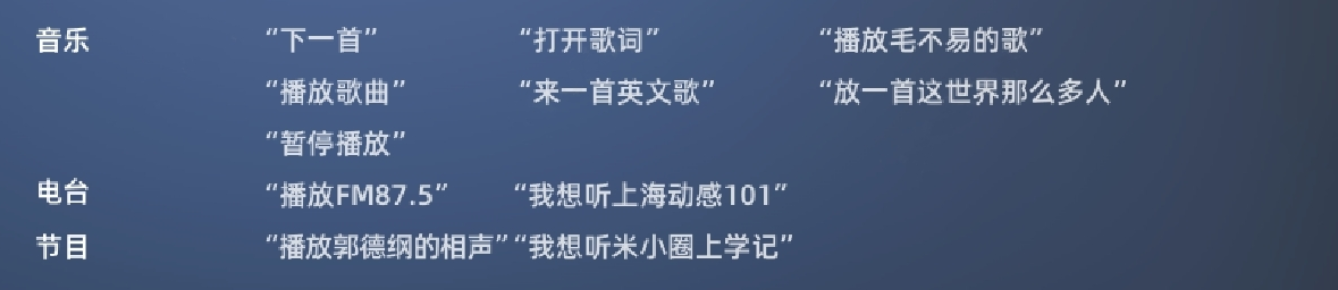 音乐 “下一首” “打开歌词” “播放毛不易的歌”
“播放歌曲” “来一首英文歌” “放一首这世界那么多人”
“暂停播放”
电台 “播放FM87.5” “我想听上海动感101”
节目 “播放郭德纲的相声” “我想听米小圈上学记”